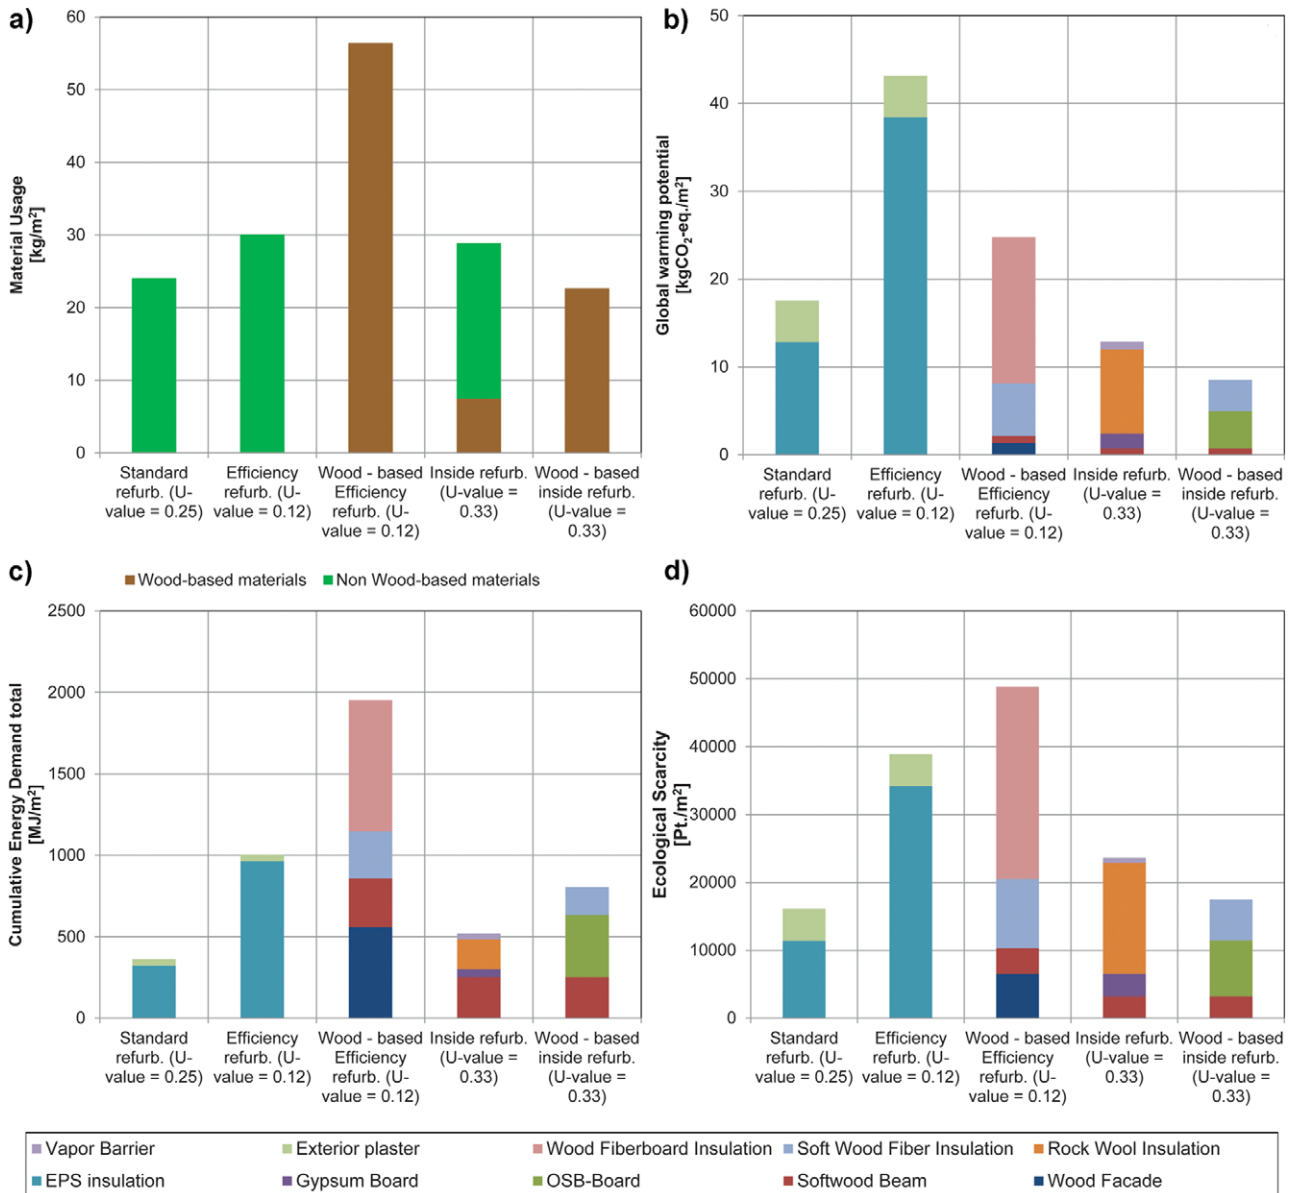 a)
60
50
40
30
20
10
0
Material Usage
[kg/m²]
Standard
refurb. (U-
value = 0.25)
Efficiency
refurb. (U-
value = 0.12)
Wood - based
Efficiency
refurb. (U-
value = 0.12)
Inside refurb.
(U-value =
0.33)
Wood - based
inside refurb.
(U-value =
0.33)
Wood-based materials
Non Wood-based materials
b)
50
40
30
20
10
0
Global warming potential
[kgCO₂-eq./m²]
Standard
refurb. (U-
value = 0.25)
Efficiency
refurb. (U-
value = 0.12)
Wood - based
Efficiency
refurb. (U-
value = 0.12)
Inside refurb.
(U-value =
0.33)
Wood - based
inside refurb.
(U-value =
0.33)
c)
2500
2000
1500
1000
500
0
Cumulative Energy Demand total
[MJ/m²]
Standard
refurb. (U-
value = 0.25)
Efficiency
refurb. (U-
value = 0.12)
Wood - based
Efficiency
refurb. (U-
value = 0.12)
Inside refurb.
(U-value =
0.33)
Wood - based
inside refurb.
(U-value =
0.33)
d)
60000
50000
40000
30000
20000
10000
0
Ecological Scarcity
[Pt./m²]
Standard
refurb. (U-
value = 0.25)
Efficiency
refurb. (U-
value = 0.12)
Wood - based
Efficiency
refurb. (U-
value = 0.12)
Inside refurb.
(U-value =
0.33)
Wood - based
inside refurb.
(U-value =
0.33)
Vapor Barrier
Exterior plaster
Wood Fiberboard Insulation
Soft Wood Fiber Insulation
Rock Wool Insulation
EPS insulation
Gypsum Board
OSB-Board
Softwood Beam
Wood Facade